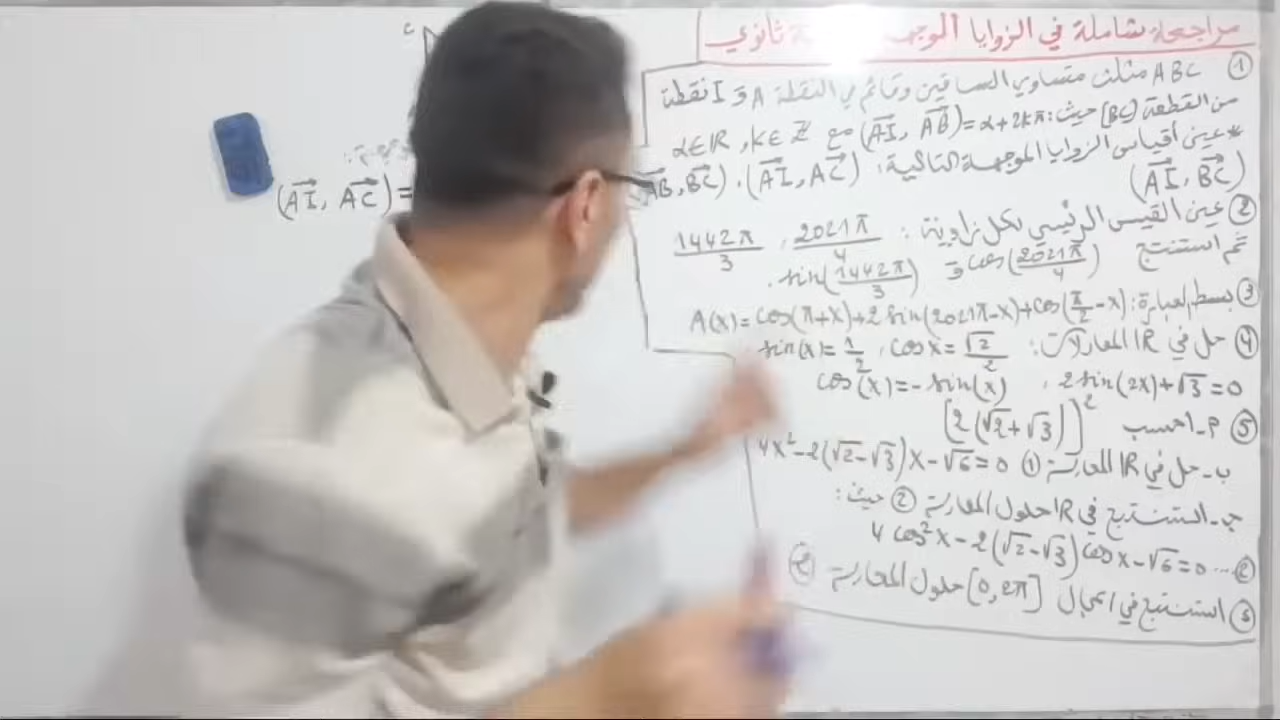 مراجعة شاملة في الزوايا الموجهة ثانوي
① ABC مثلث متساوي الساقين وقائم في النقطة A و I نقطة
من القطعة [BC] حيث: (AI, AB) = α + 2kπ مع α∈ℝ, k∈ℤ
* عين أقياس الزوايا الموجهة التالية: (AI, AC), (AB, BC)
(AI, BC)
② عين القيس الرئيسي لكل زاوية: 2021π/4, 1442π/3
ثم استنتج cos(2021π/4) و sin(1442π/3).
③ بسط العبارة: A(x) = cos(π+x) + 2 sin(2021π-x) + cos(π/2 - x)
④ حل في ℝ المعادلات: cos x = √2/2, sin(x) = 1/2
2 sin(2x) + √3 = 0, cos(x) = - sin(x)
⑤ م- احسب [2(√2+√3)]²
ب- حل في ℝ المعادلة ① 4x² - 2(√2-√3)x - √6 = 0
ج- استنتج في ℝ حلول المعادلة ② حيث:
4 cos²x - 2(√2-√3) cos x - √6 = 0 ... ②
استنتج في المجال [0, 2π] حلول المعادلة
C
(AI, AC) =